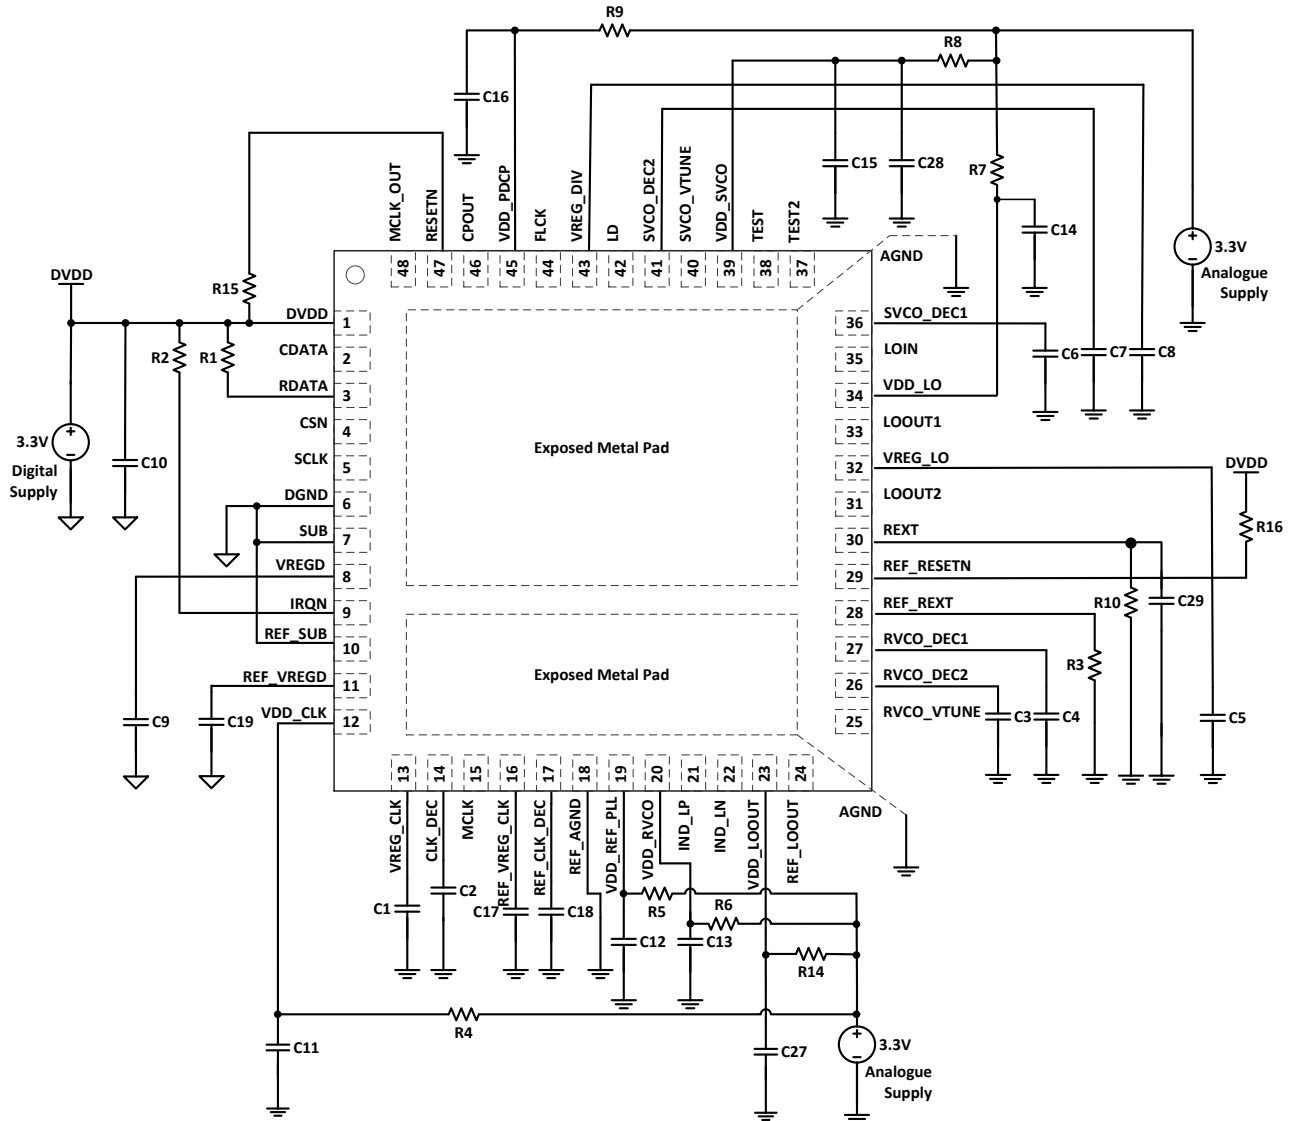 R9
R8
C16
C15
C28
R7
C14
3.3V
Analogue
Supply
MCLK_OUT
RESETN
CPOUT
VDD_PDCP
FLCK
VREG_DIV
LD
SVCO_DEC2
SVCO_VTUNE
VDD_SVCO
TEST
TEST2
AGND
48
47
46
45
44
43
42
41
40
39
38
37
DVDD
R15
R2
R1
3.3V
Digital
Supply
C10
DVDD
1
CDATA
2
RDATA
3
CSN
4
SCLK
5
DGND
6
SUB
7
VREGD
8
IRQN
9
REF_SUB
10
REF_VREGD
11
VDD_CLK
12
C9
C19
Exposed Metal Pad
Exposed Metal Pad
36
SVCO_DEC1
35
LOIN
34
VDD_LO
33
LOOUT1
32
VREG_LO
31
LOOUT2
30
REXT
29
REF_RESETN
28
REF_REXT
27
RVCO_DEC1
26
RVCO_DEC2
25
RVCO_VTUNE
C6
C7
C8
DVDD
R16
R10
C29
R3
C3
C4
C5
13
14
15
16
17
18
19
20
21
22
23
24
AGND
VREG_CLK
CLK_DEC
MCLK
REF_VREG_CLK
REF_CLK_DEC
REF_AGND
VDD_REF_PLL
VDD_RVCO
IND_LP
IND_LN
VDD_LOOUT
REF_LOOUT
C1
C2
C17
C18
R5
R6
C12
C13
R14
R4
C11
C27
3.3V
Analogue
Supply